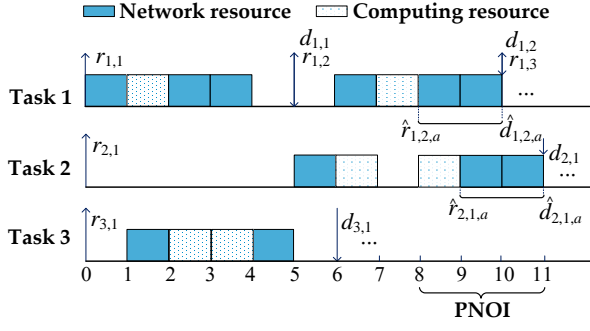 Network resource Computing resource
r1,1 d1,1 r1,2 d1,2 r1,3
Task 1 ...
r̂1,2,a d̂1,2,a
r2,1 d2,1
Task 2 ...
r̂2,1,a d̂2,1,a
r3,1 d3,1
Task 3 ...
0 1 2 3 4 5 6 7 8 9 10 11
PNOI